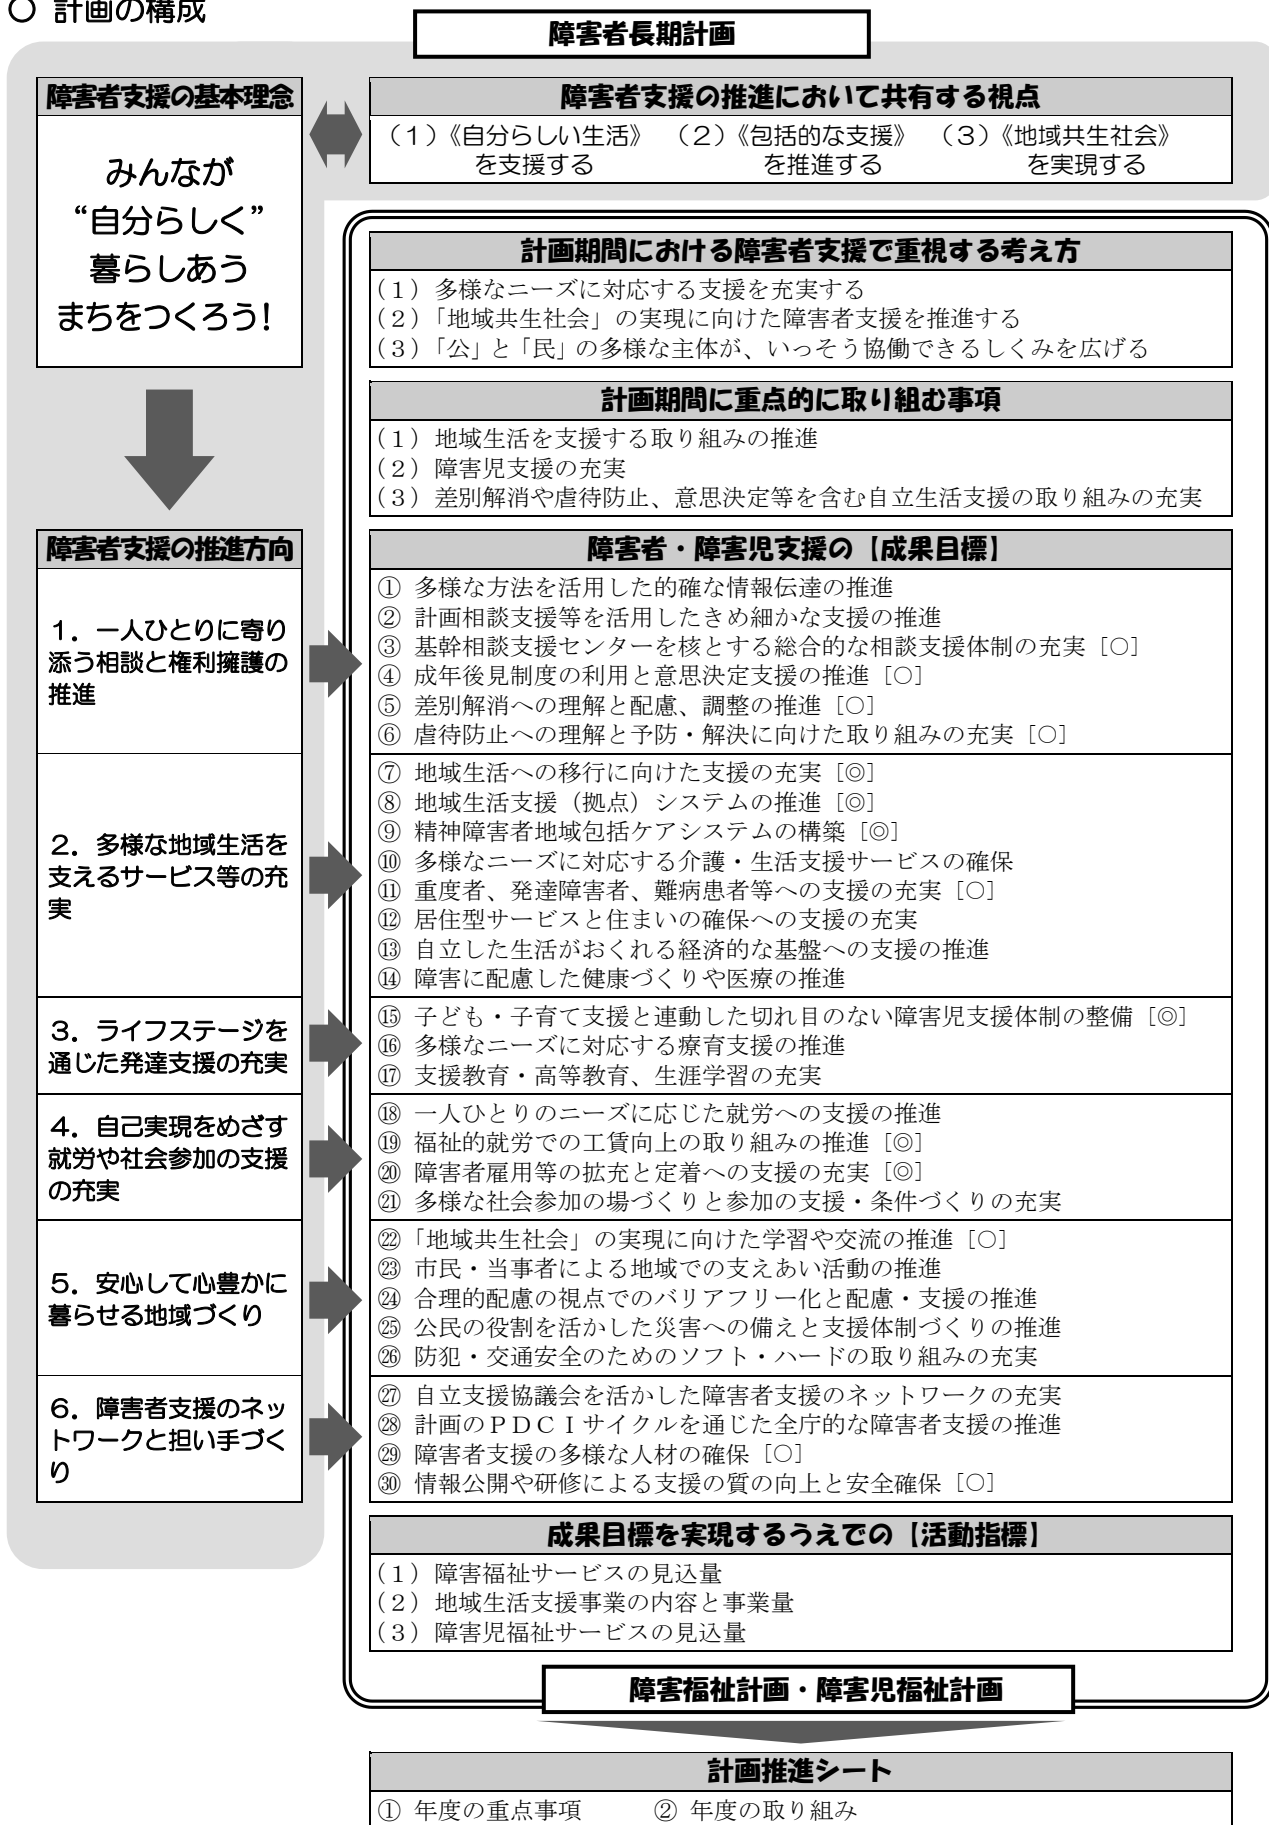 〇 計画の構成
障害者長期計画
障害者支援の基本理念
みんなが
“自分らしく”
暮らしあう
まちをつくろう！
障害者支援の推進において共有する視点
（１）《自分らしい生活》　（２）《包括的な支援》　（３）《地域共生社会》
を支援する　を推進する　を実現する
計画期間における障害者支援で重視する考え方
（１）多様なニーズに対応する支援を充実する
（２）「地域共生社会」の実現に向けた障害者支援を推進する
（３）「公」と「民」の多様な主体が、いっそう協働できるしくみを広げる
計画期間に重点的に取り組む事項
（１）地域生活を支援する取り組みの推進
（２）障害児支援の充実
（３）差別解消や虐待防止、意思決定等を含む自立生活支援の取り組みの充実
障害者支援の推進方向
障害者・障害児支援の【成果目標】
１．一人ひとりに寄り
添う相談と権利擁護の
推進
① 多様な方法を活用した的確な情報伝達の推進
② 計画相談支援等を活用したきめ細かな支援の推進
③ 基幹相談支援センターを核とする総合的な相談支援体制の充実［○］
④ 成年後見制度の利用と意思決定支援の推進［○］
⑤ 差別解消への理解と配慮、調整の推進［○］
⑥ 虐待防止への理解と予防・解決に向けた取り組みの充実［○］
２．多様な地域生活を
支えるサービス等の充
実
⑦ 地域生活への移行に向けた支援の充実［◎］
⑧ 地域生活支援（拠点）システムの推進［◎］
⑨ 精神障害者地域包括ケアシステムの構築［◎］
⑩ 多様なニーズに対応する介護・生活支援サービスの確保
⑪ 重度者、発達障害者、難病患者等への支援の充実［○］
⑫ 居住型サービスと住まいの確保への支援の充実
⑬ 自立した生活がおくれる経済的な基盤への支援の推進
⑭ 障害に配慮した健康づくりや医療の推進
３．ライフステージを
通じた発達支援の充実
⑮ 子ども・子育て支援と連動した切れ目のない障害児支援体制の整備［◎］
⑯ 多様なニーズに対応する療育支援の推進
⑰ 支援教育・高等教育、生涯学習の充実
４．自己実現をめざす
就労や社会参加の支援
の充実
⑱ 一人ひとりのニーズに応じた就労への支援の推進
⑲ 福祉的就労での工賃向上の取り組みの推進［◎］
⑳ 障害者雇用等の拡充と定着への支援の充実［◎］
㉑ 多様な社会参加の場づくりと参加の支援・条件づくりの充実
５．安心して心豊かに
暮らせる地域づくり
㉒「地域共生社会」の実現に向けた学習や交流の推進［○］
㉓ 市民・当事者による地域での支えあい活動の推進
㉔ 合理的配慮の視点でのバリアフリー化と配慮・支援の推進
㉕ 公民の役割を活かした災害への備えと支援体制づくりの推進
㉖ 防犯・交通安全のためのソフト・ハードの取り組みの充実
６．障害者支援のネッ
トワークと担い手づく
り
㉗ 自立支援協議会を活かした障害者支援のネットワークの充実
㉘ 計画のＰＤＣＩサイクルを通じた全庁的な障害者支援の推進
㉙ 障害者支援の多様な人材の確保［○］
㉚ 情報公開や研修による支援の質の向上と安全確保［○］
成果目標を実現するうえでの【活動指標】
（１）障害福祉サービスの見込量
（２）地域生活支援事業の内容と事業量
（３）障害児福祉サービスの見込量
障害福祉計画・障害児福祉計画
計画推進シート
① 年度の重点事項　② 年度の取り組み